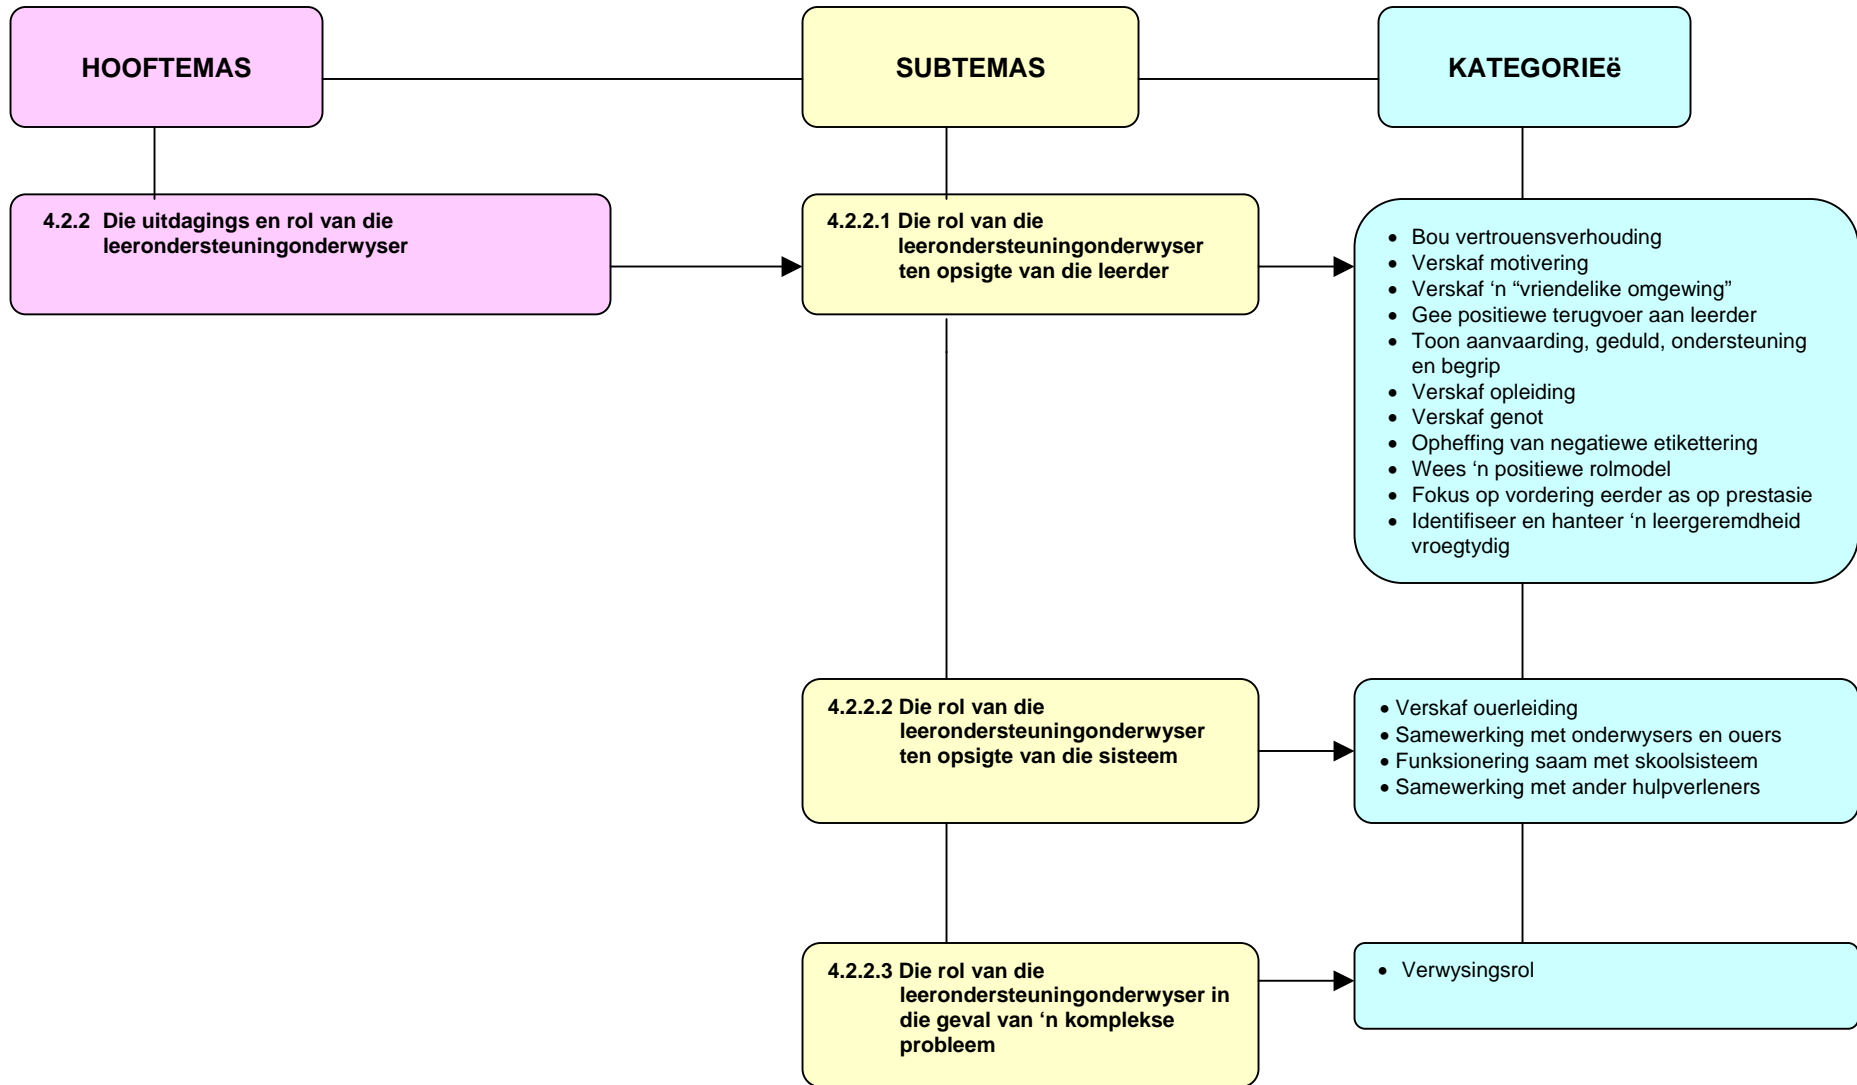 HOOFTEMAS
SUBTEMAS
KATEGORIEë
4.2.2 Die uitdagings en rol van die
leerondersteuningonderwyser
4.2.2.1 Die rol van die
leerondersteuningonderwyser
ten opsigte van die leerder
• Bou vertrouensverhouding
• Verskaf motivering
• Verskaf ‘n “vriendelike omgewing”
• Gee positiewe terugvoer aan leerder
• Toon aanvaarding, geduld, ondersteuning
en begrip
• Verskaf opleiding
• Verskaf genot
• Opheffing van negatiewe etikettering
• Wees ‘n positiewe rolmodel
• Fokus op vordering eerder as op prestasie
• Identifiseer en hanteer ‘n leergeremdheid
vroegtydig
4.2.2.2 Die rol van die
leerondersteuningonderwyser
ten opsigte van die sisteem
• Verskaf ouerleiding
• Samewerking met onderwysers en ouers
• Funksionering saam met skoolsisteem
• Samewerking met ander hulpverleners
4.2.2.3 Die rol van die
leerondersteuningonderwyser in
die geval van ‘n komplekse
probleem
• Verwysingsrol